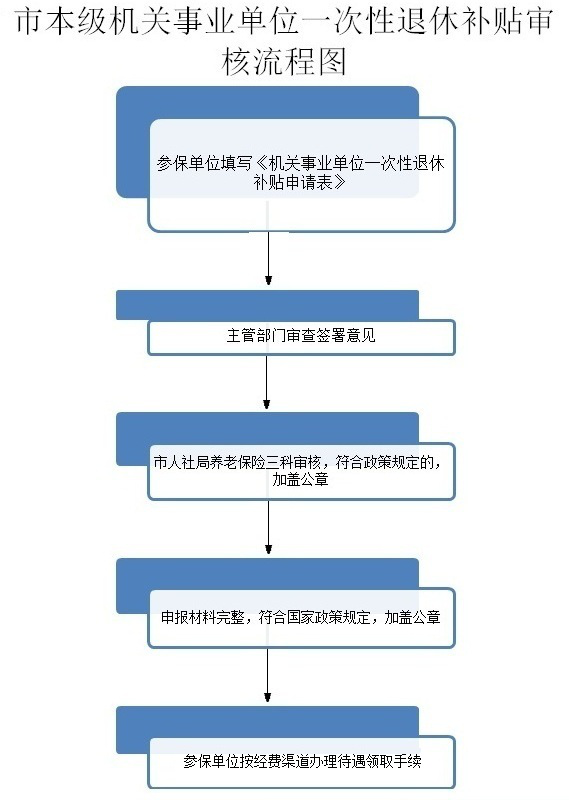 市本级机关事业单位一次性退休补贴审
核流程图
参保单位填写《机关事业单位一次性退休
补贴申请表》
主管部门审查签署意见
市人社局养老保险三科审核，符合政策规定的，
加盖公章
申报材料完整，符合国家政策规定，加盖公章
参保单位按经费渠道办理待遇领取手续